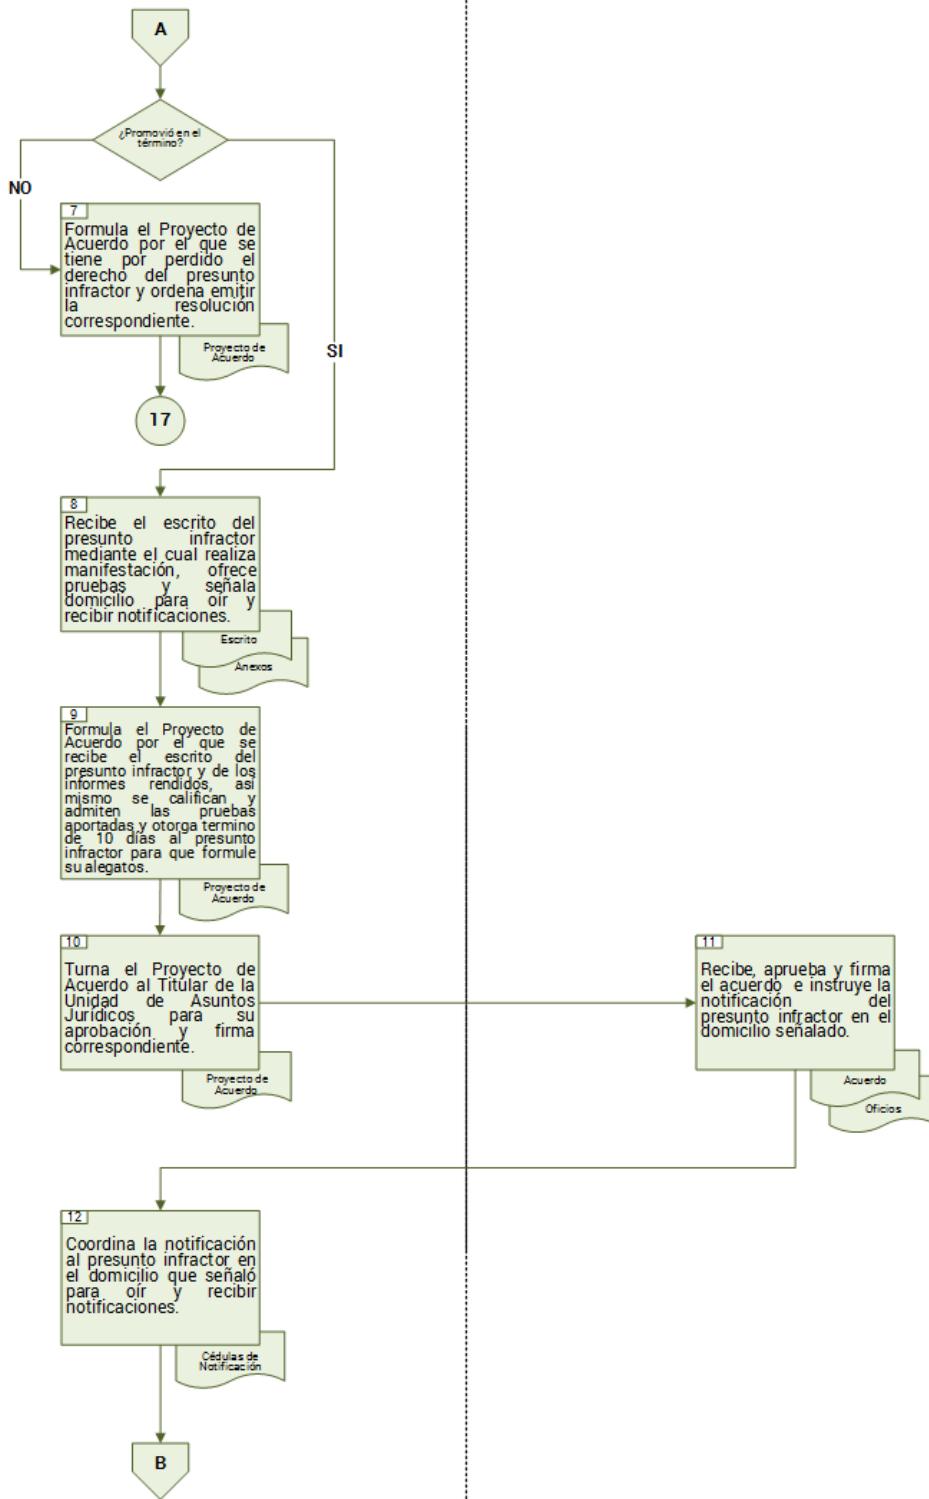 A
¿Promovió en el
término?
NO
SI
7
Formula el Proyecto de
Acuerdo por el que se
tiene por perdido el
derecho del presunto
infractor y ordena emitir
la resolución
correspondiente.
Proyecto de
Acuerdo
17
8
Recibe el escrito del
presunto infractor
mediante el cual realiza
manifestación, ofrece
pruebas y señala
domicilio para oír y
recibir notificaciones.
Escrito
Anexos
9
Formula el Proyecto de
Acuerdo por el que se
recibe el escrito del
presunto infractor y de los
informes rendidos, así
mismo se califican y
admiten las pruebas
aportadas y otorga termino
de 10 días al presunto
infractor para que formule
su alegatos.
Proyecto de
Acuerdo
10
Turna el Proyecto de
Acuerdo al Titular de la
Unidad de Asuntos
Jurídicos para su
aprobación y firma
correspondiente.
Proyecto de
Acuerdo
11
Recibe, aprueba y firma
el acuerdo e instruye la
notificación del
presunto infractor en el
domicilio señalado.
Acuerdo
Oficios
12
Coordina la notificación
al presunto infractor en
el domicilio que señaló
para oír y recibir
notificaciones.
Cédulas de
Notificación
B